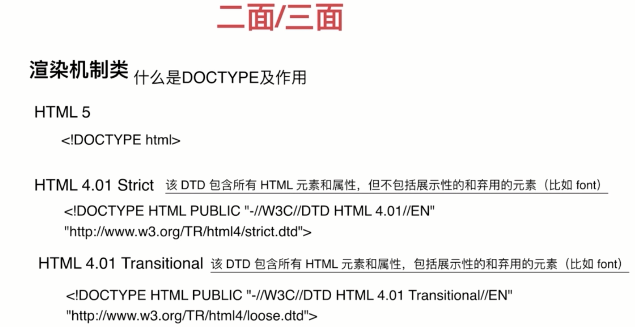 二面/三面
渲染机制类 什么是DOCTYPE及作用
HTML 5
<!DOCTYPE html>
HTML 4.01 Strict 该 DTD 包含所有 HTML 元素和属性，但不包括展示性的和弃用的元素（比如 font）
<!DOCTYPE HTML PUBLIC "-//W3C//DTD HTML 4.01//EN"
"http://www.w3.org/TR/html4/strict.dtd">
HTML 4.01 Transitional 该 DTD 包含所有 HTML 元素和属性，包括展示性的和弃用的元素（比如 font）
<!DOCTYPE HTML PUBLIC "-//W3C//DTD HTML 4.01 Transitional//EN"
"http://www.w3.org/TR/html4/loose.dtd">